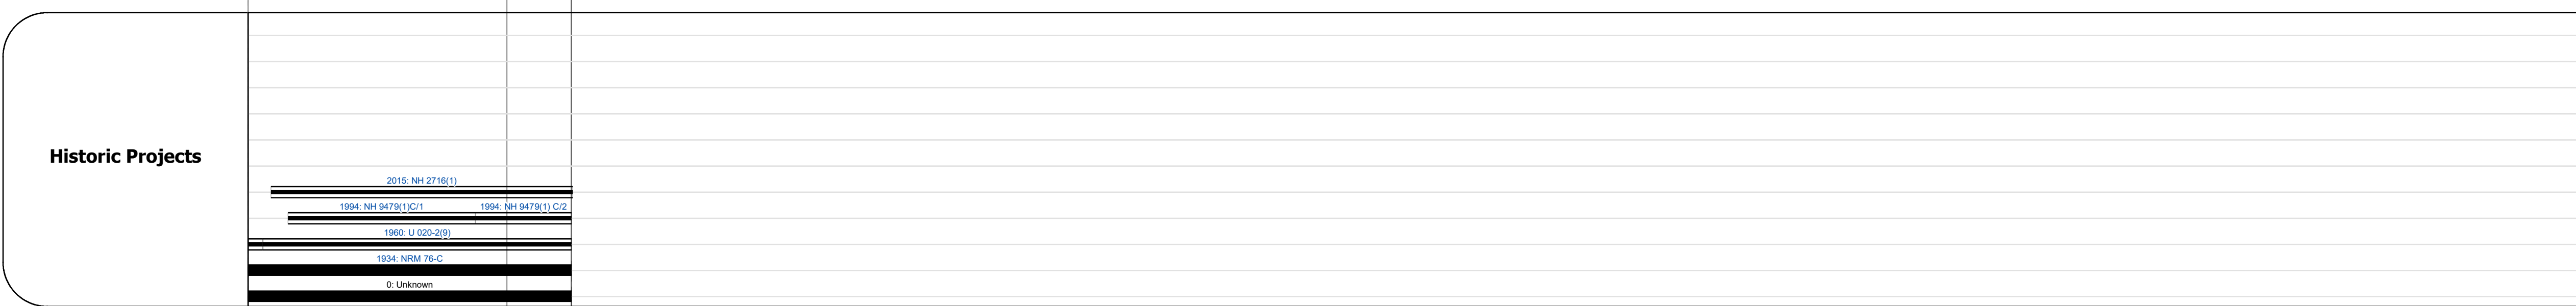 Historic Projects
2015: NH 2716(1)
1994: NH 9479(1)C/1
1994: NH 9479(1) C/2
1960: U 020-2(9)
1934: NRM 76-C
0: Unknown